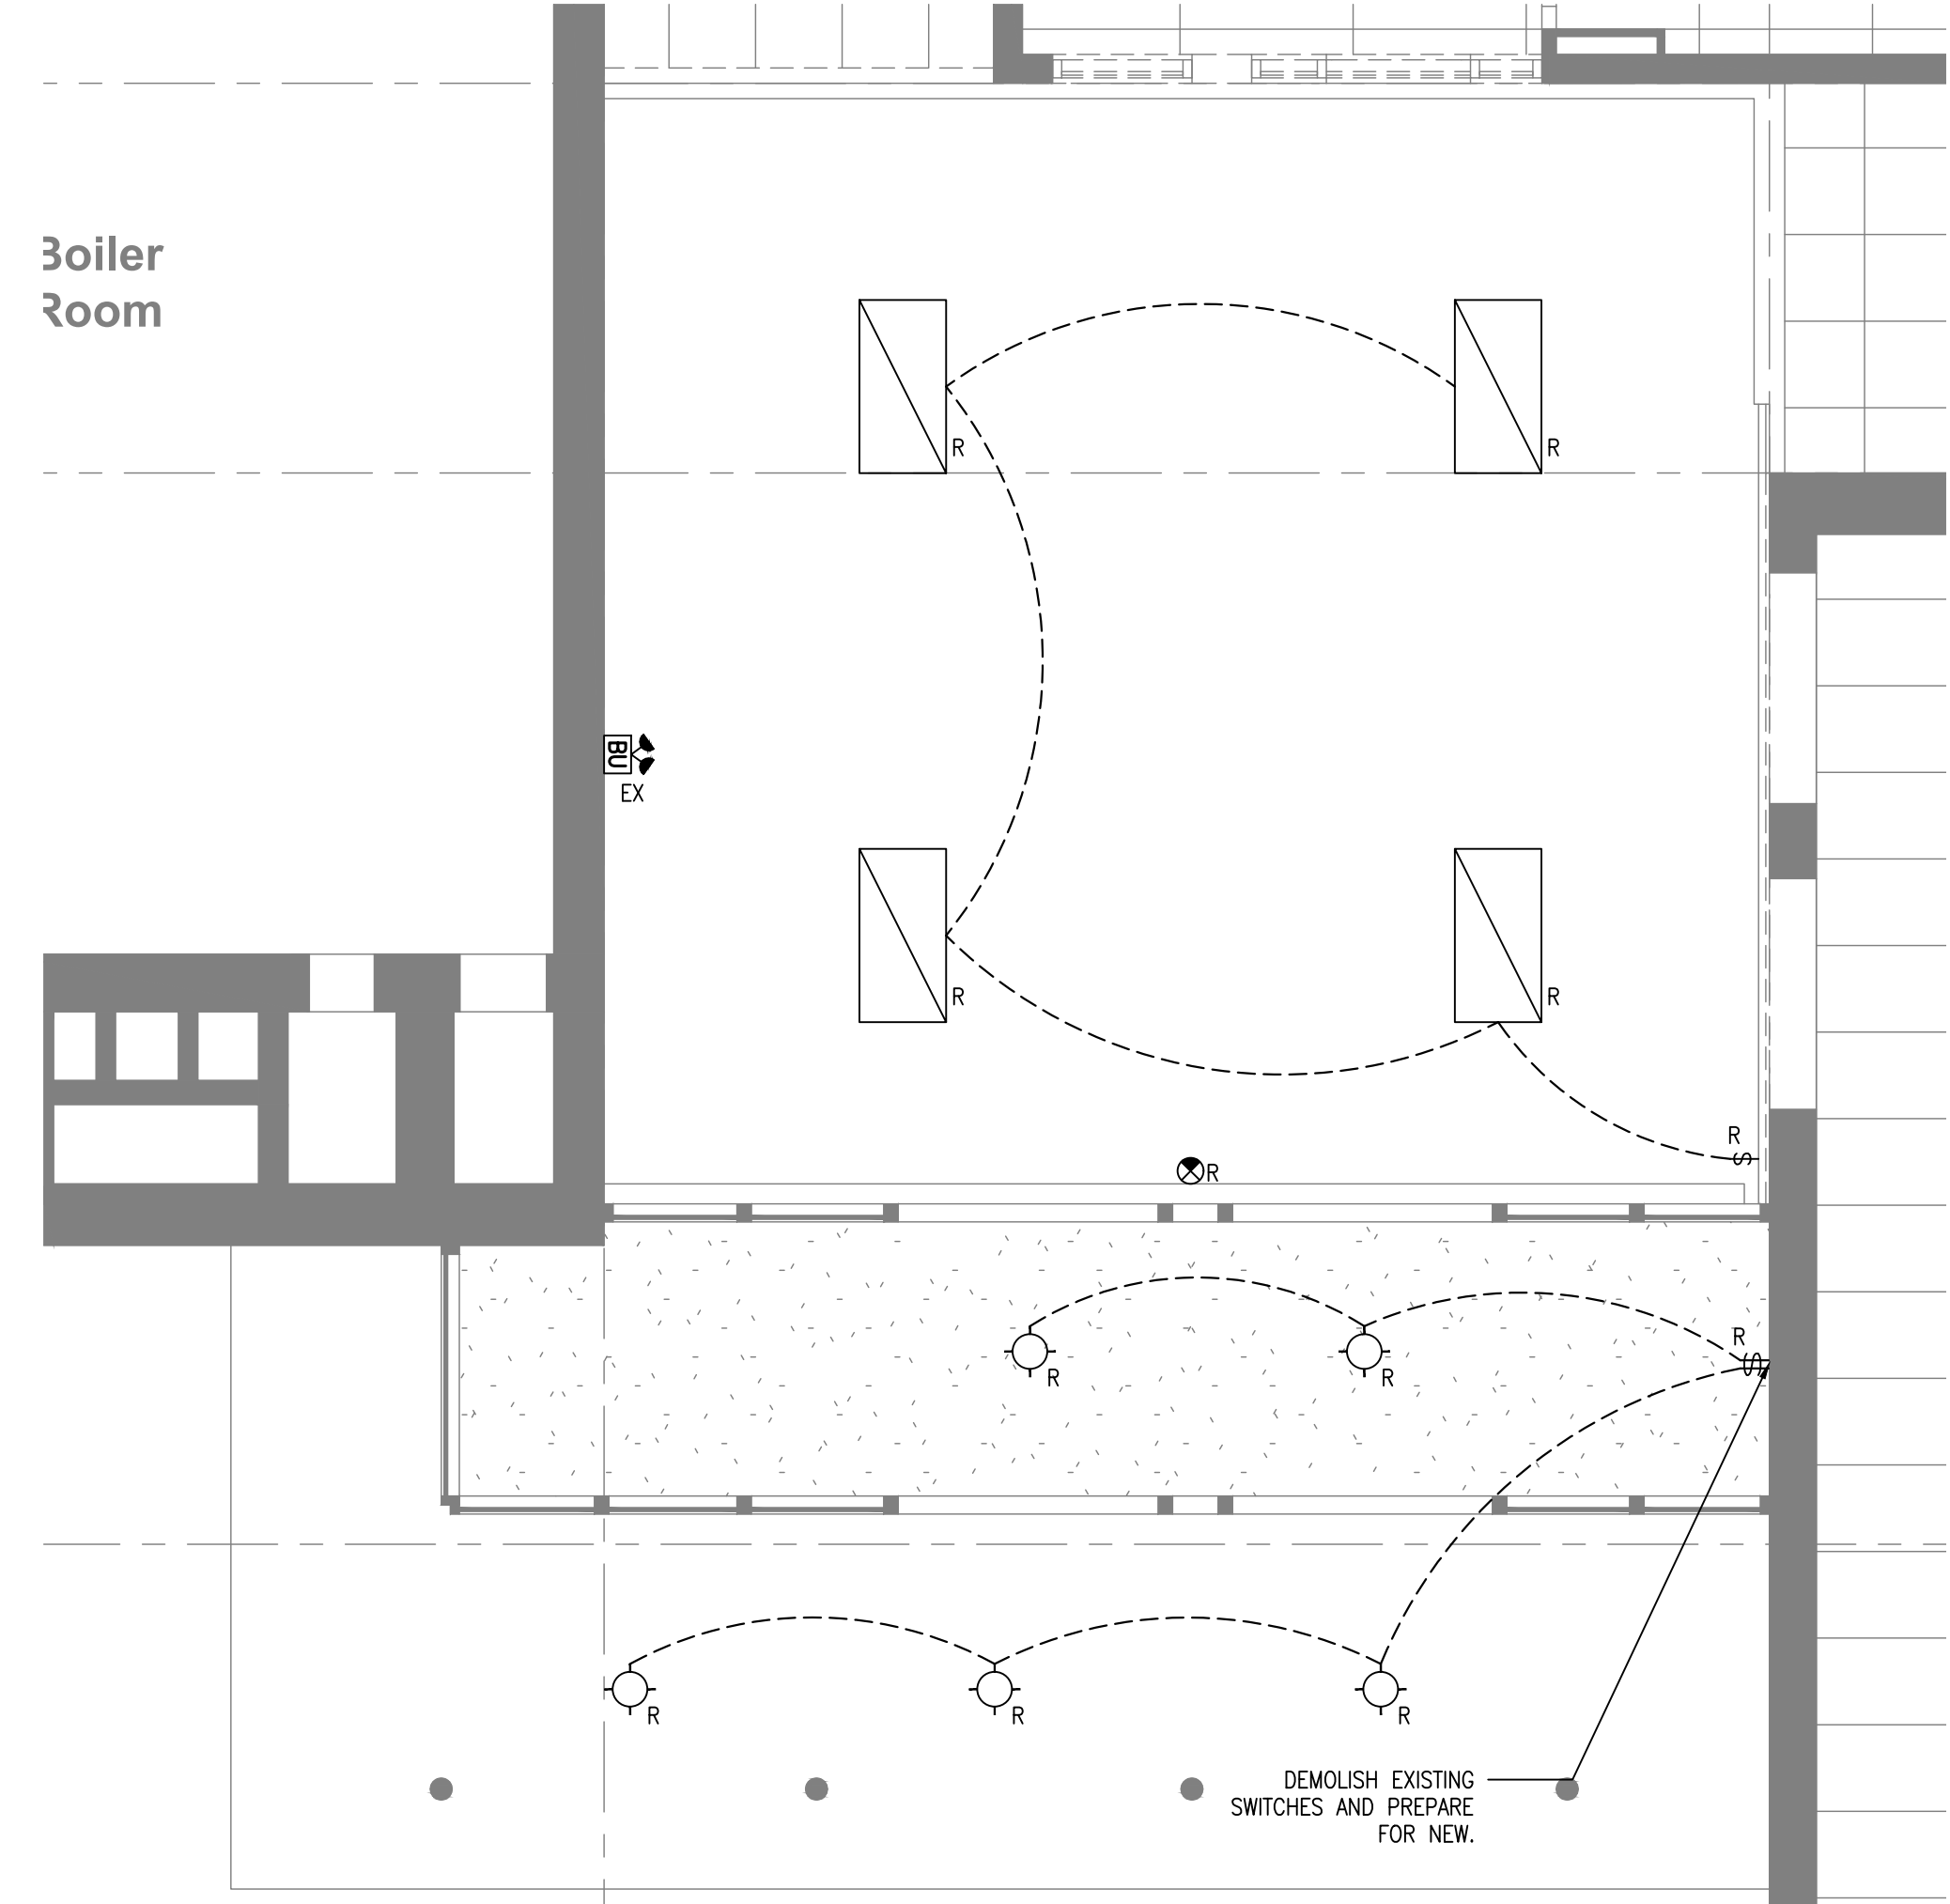 Boiler
Room
R
R
BU
EX
R
R
R
$
R
R
$
R
R
R
R
R
DEMOLISH EXISTING
SWITCHES AND PREPARE
FOR NEW.